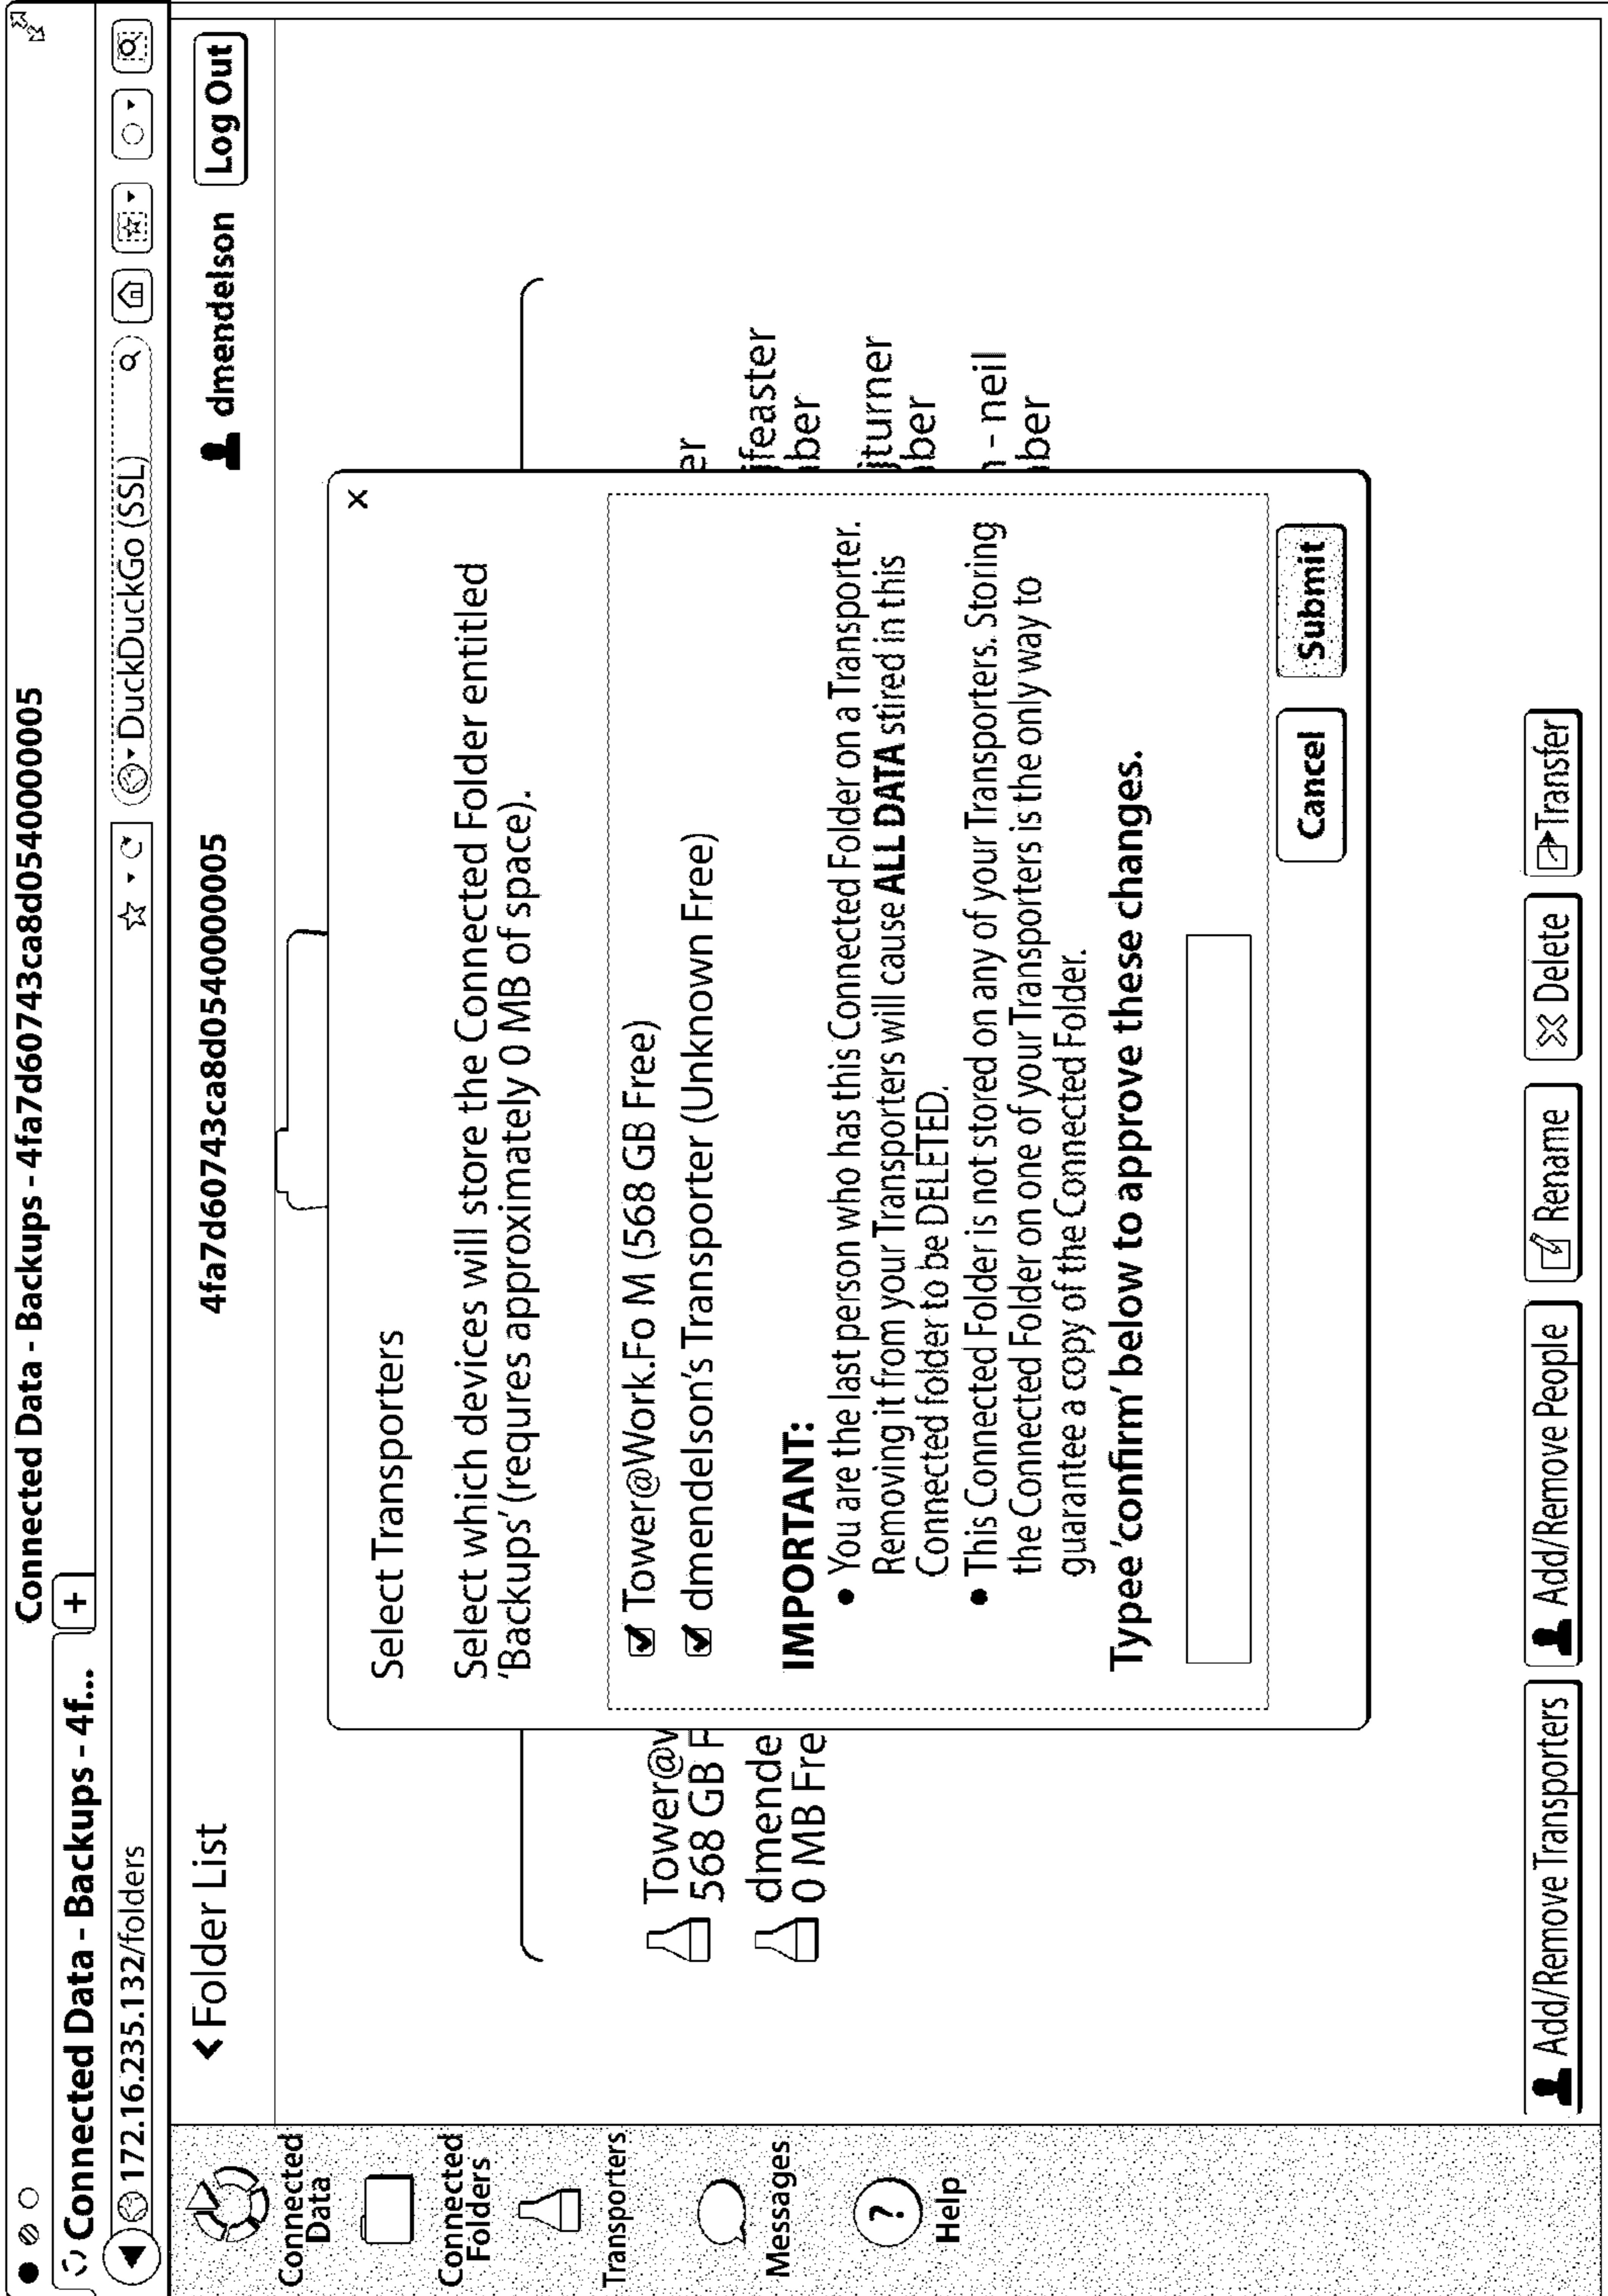 Connected Data - Backups - 4fa7d60743ca8d05400000005
Connected Data - Backups - 4f...
+
172.16.235.132/folders
DuckDuckGo (SSL)
Folder List
4fa7d60743ca8d05400000005
dmendelson
Log Out
Connected
Data
Connected
Folders
Transporters
Messages
?
Help
Tower@w
568 GB F
dmende
0 MB Fre
er
feaster
ber
jturner
ber
n - neil
ber
x
Select Transporters
Select which devices will store the Connected Folder entitled
'Backups' (requres approximately 0 MB of space).
Tower@Work.Fo M (568 GB Free)
dmendelson's Transporter (Unknown Free)
IMPORTANT:
• You are the last person who has this Connected Folder on a Transporter.
Removing it from your Transporters will cause ALL DATA stired in this
Connected folder to be DELETED.
• This Connected Folder is not stored on any of your Transporters. Storing
the Connected Folder on one of your Transporters is the only way to
guarantee a copy of the Connected Folder.
Typee 'confirm' below to approve these changes.
Cancel
Submit
Add/Remove Transporters
Add/Remove People
Rename
Delete
Transfer